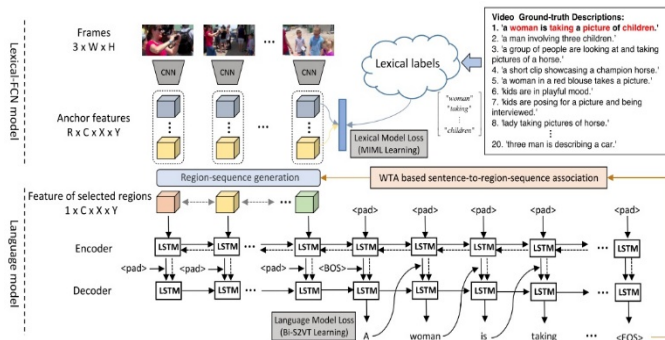 Lexical-FCN model
Language model
Frames
3 x W x H
CNN
CNN
CNN
Anchor features
R x C x X x Y
Lexical labels
["woman"
"taking"
⋮
"children"]
Lexical Model Loss
(MIML Learning)
Video Ground-truth Descriptions:
1. 'a woman is taking a picture of children.'
2. 'a man involving three children.'
3. 'a group of people are looking at and taking
pictures of a horse.'
4. 'a short clip showcasing a champion horse.'
5. 'a woman in a red blouse takes a picture.'
6. 'kids are in playful mood.'
7. 'kids are posing for a picture and being
interviewed.'
8. 'lady taking pictures of horse.'
⋮
20. 'three man is describing a car.'
Region-sequence generation
WTA based sentence-to-region-sequence association
Feature of selected regions
1 x C x X x Y
<pad> <pad> <pad> <pad> <pad>
Encoder
LSTM LSTM LSTM LSTM LSTM LSTM LSTM ... LSTM
<pad> <pad> <pad> <BOS>
Decoder
LSTM LSTM LSTM LSTM LSTM LSTM LSTM ... LSTM
Language Model Loss
(Bi-S2VT Learning)
A woman is taking ... <EOS>